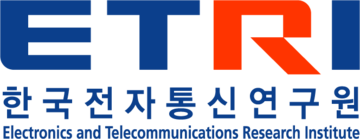 ETRI
한국전자통신연구원
Electronics and Telecommunications Research Institute